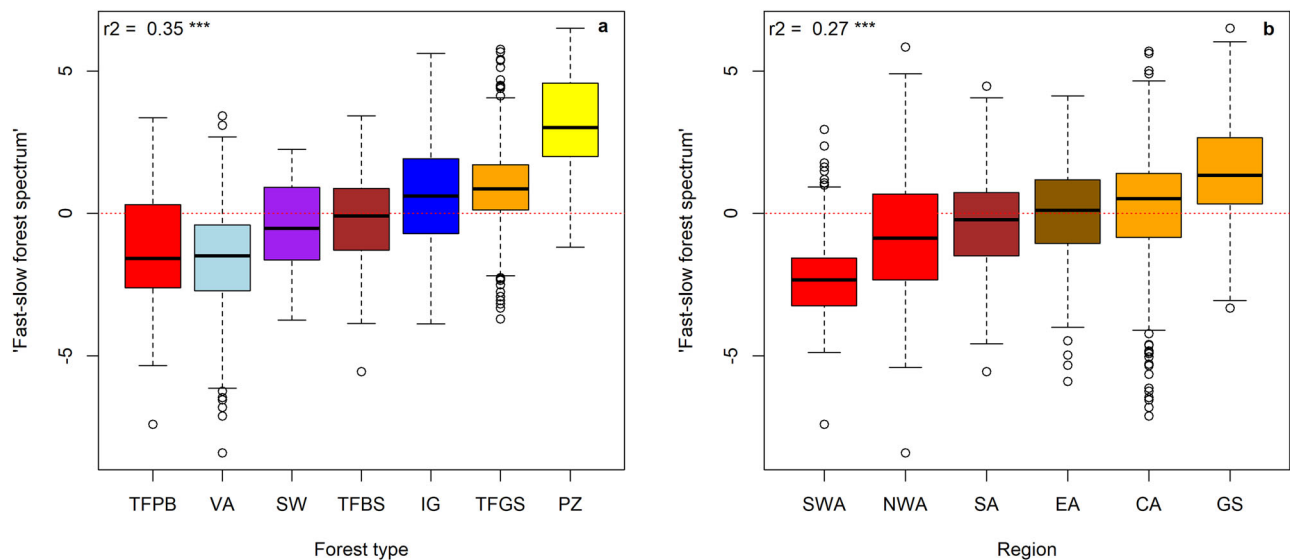 r2 = 0.35 ***
a
'Fast-slow forest spectrum'
5
0
-5
TFPB VA SW TFBS IG TFGS PZ
Forest type
r2 = 0.27 ***
b
'Fast-slow forest spectrum'
5
0
-5
SWA NWA SA EA CA GS
Region